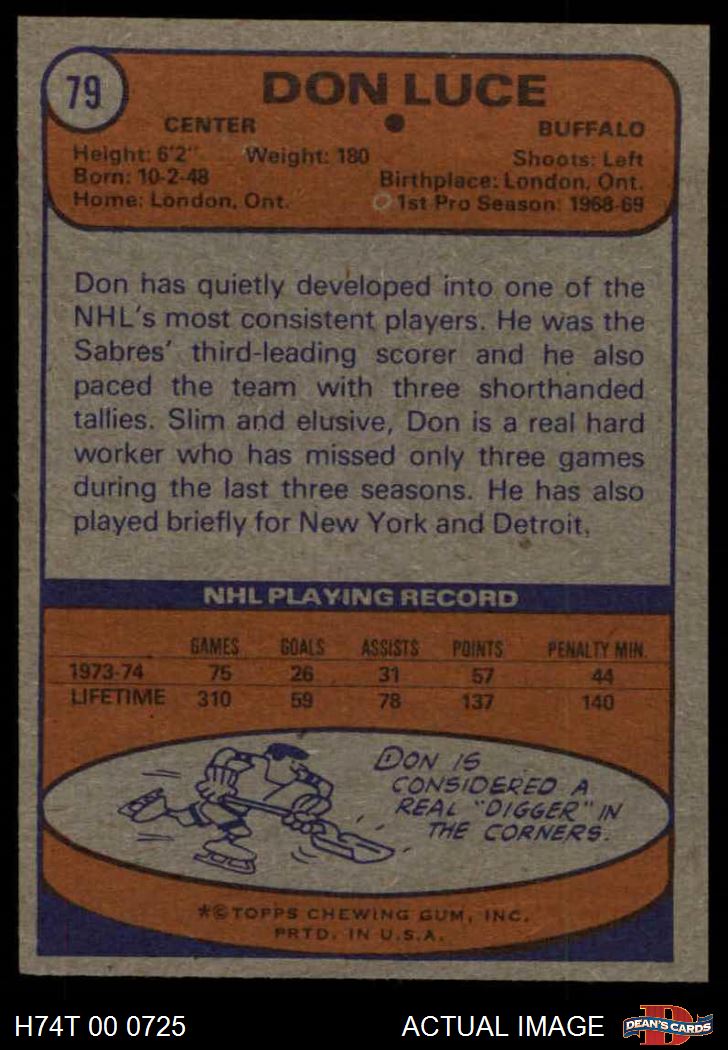 79
DON LUCE
CENTER • BUFFALO
Height: 6'2" Weight: 180 Shoots: Left
Born: 10-2-48 Birthplace: London, Ont.
Home: London, Ont. 1st Pro Season: 1968-69
Don has quietly developed into one of the
NHL's most consistent players. He was the
Sabres' third-leading scorer and he also
paced the team with three shorthanded
tallies. Slim and elusive, Don is a real hard
worker who has missed only three games
during the last three seasons. He has also
played briefly for New York and Detroit.
NHL PLAYING RECORD
GAMES GOALS ASSISTS POINTS PENALTY MIN.
1973-74 75 26 31 57 44
LIFETIME 310 59 78 137 140
DON IS
CONSIDERED A
REAL "DIGGER" IN
THE CORNERS.
*© TOPPS CHEWING GUM, INC.
PRTD. IN U.S.A.
H74T 00 0725 ACTUAL IMAGE D DEAN'S CARDS